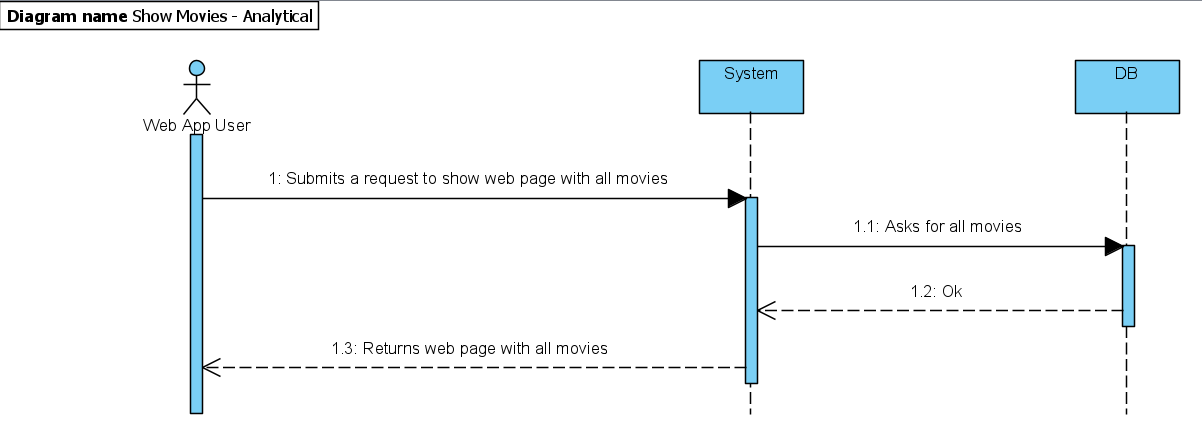 Diagram name Show Movies - Analytical
System
DB
Web App User
1: Submits a request to show web page with all movies
1.1: Asks for all movies
1.2: Ok
1.3: Returns web page with all movies